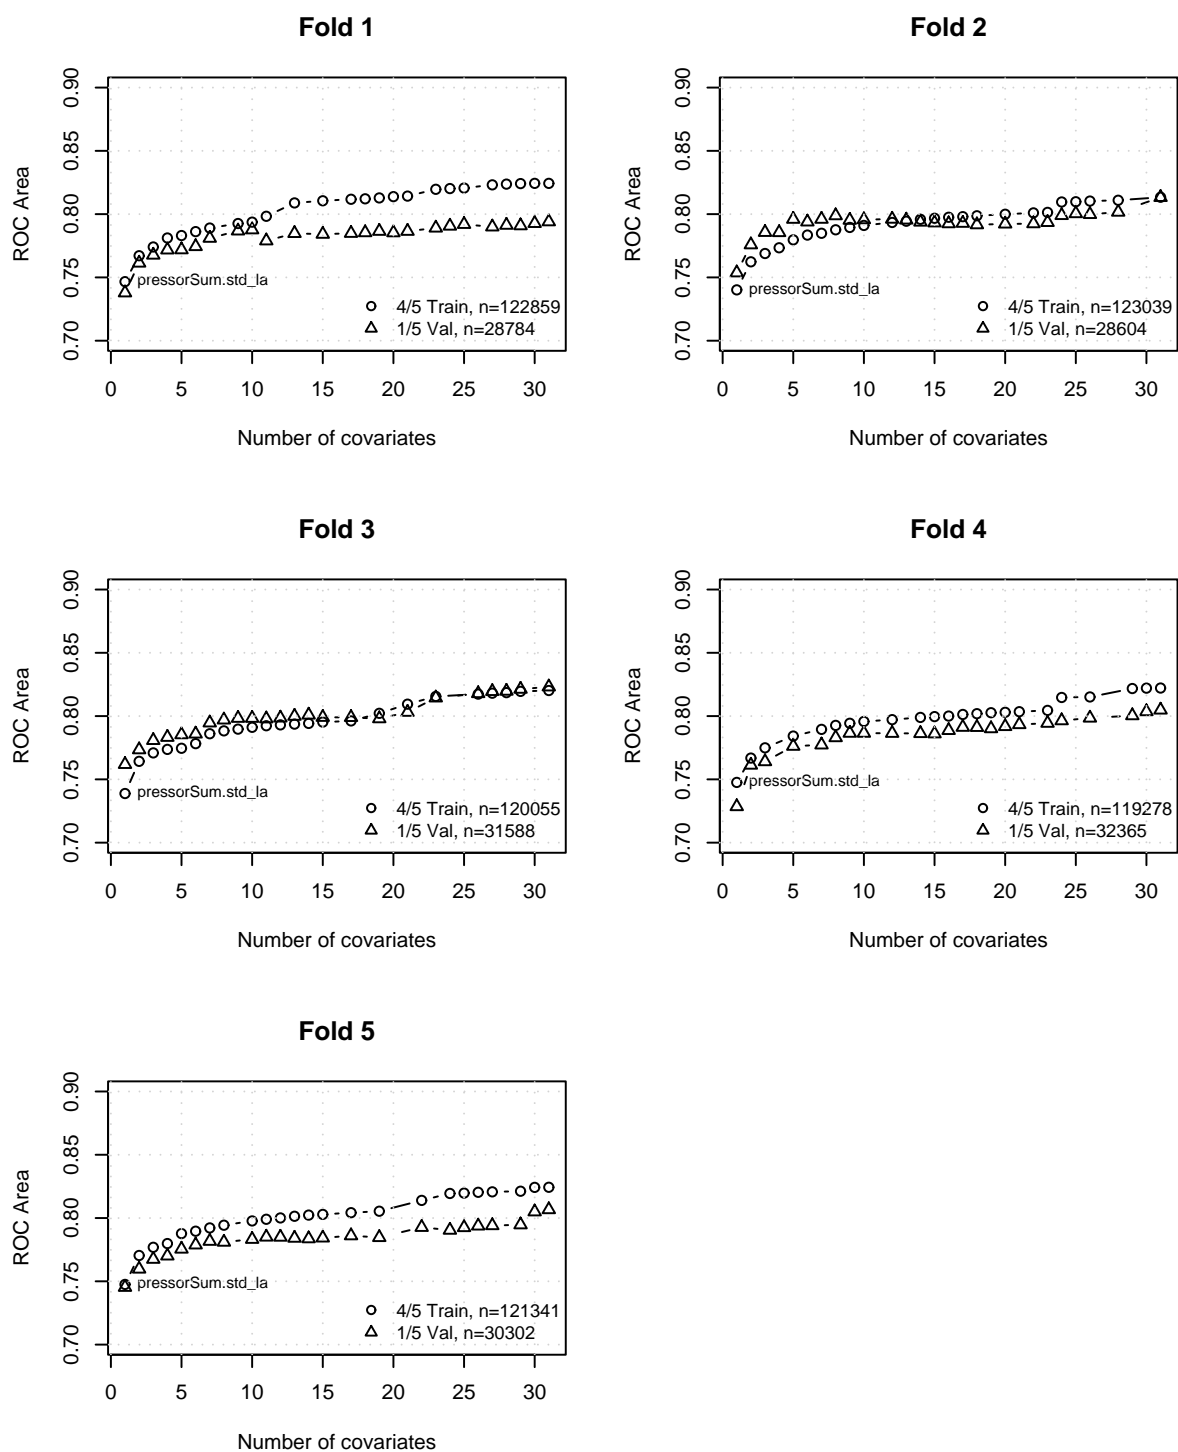 Fold 1
ROC Area
0.90
0.85
0.80
0.75
0.70
pressorSum.std_la
4/5 Train, n=122859
1/5 Val, n=28784
0 5 10 15 20 25 30
Number of covariates
Fold 2
ROC Area
0.90
0.85
0.80
0.75
0.70
pressorSum.std_la
4/5 Train, n=123039
1/5 Val, n=28604
0 5 10 15 20 25 30
Number of covariates
Fold 3
ROC Area
0.90
0.85
0.80
0.75
0.70
pressorSum.std_la
4/5 Train, n=120055
1/5 Val, n=31588
0 5 10 15 20 25 30
Number of covariates
Fold 4
ROC Area
0.90
0.85
0.80
0.75
0.70
pressorSum.std_la
4/5 Train, n=119278
1/5 Val, n=32365
0 5 10 15 20 25 30
Number of covariates
Fold 5
ROC Area
0.90
0.85
0.80
0.75
0.70
pressorSum.std_la
4/5 Train, n=121341
1/5 Val, n=30302
0 5 10 15 20 25 30
Number of covariates